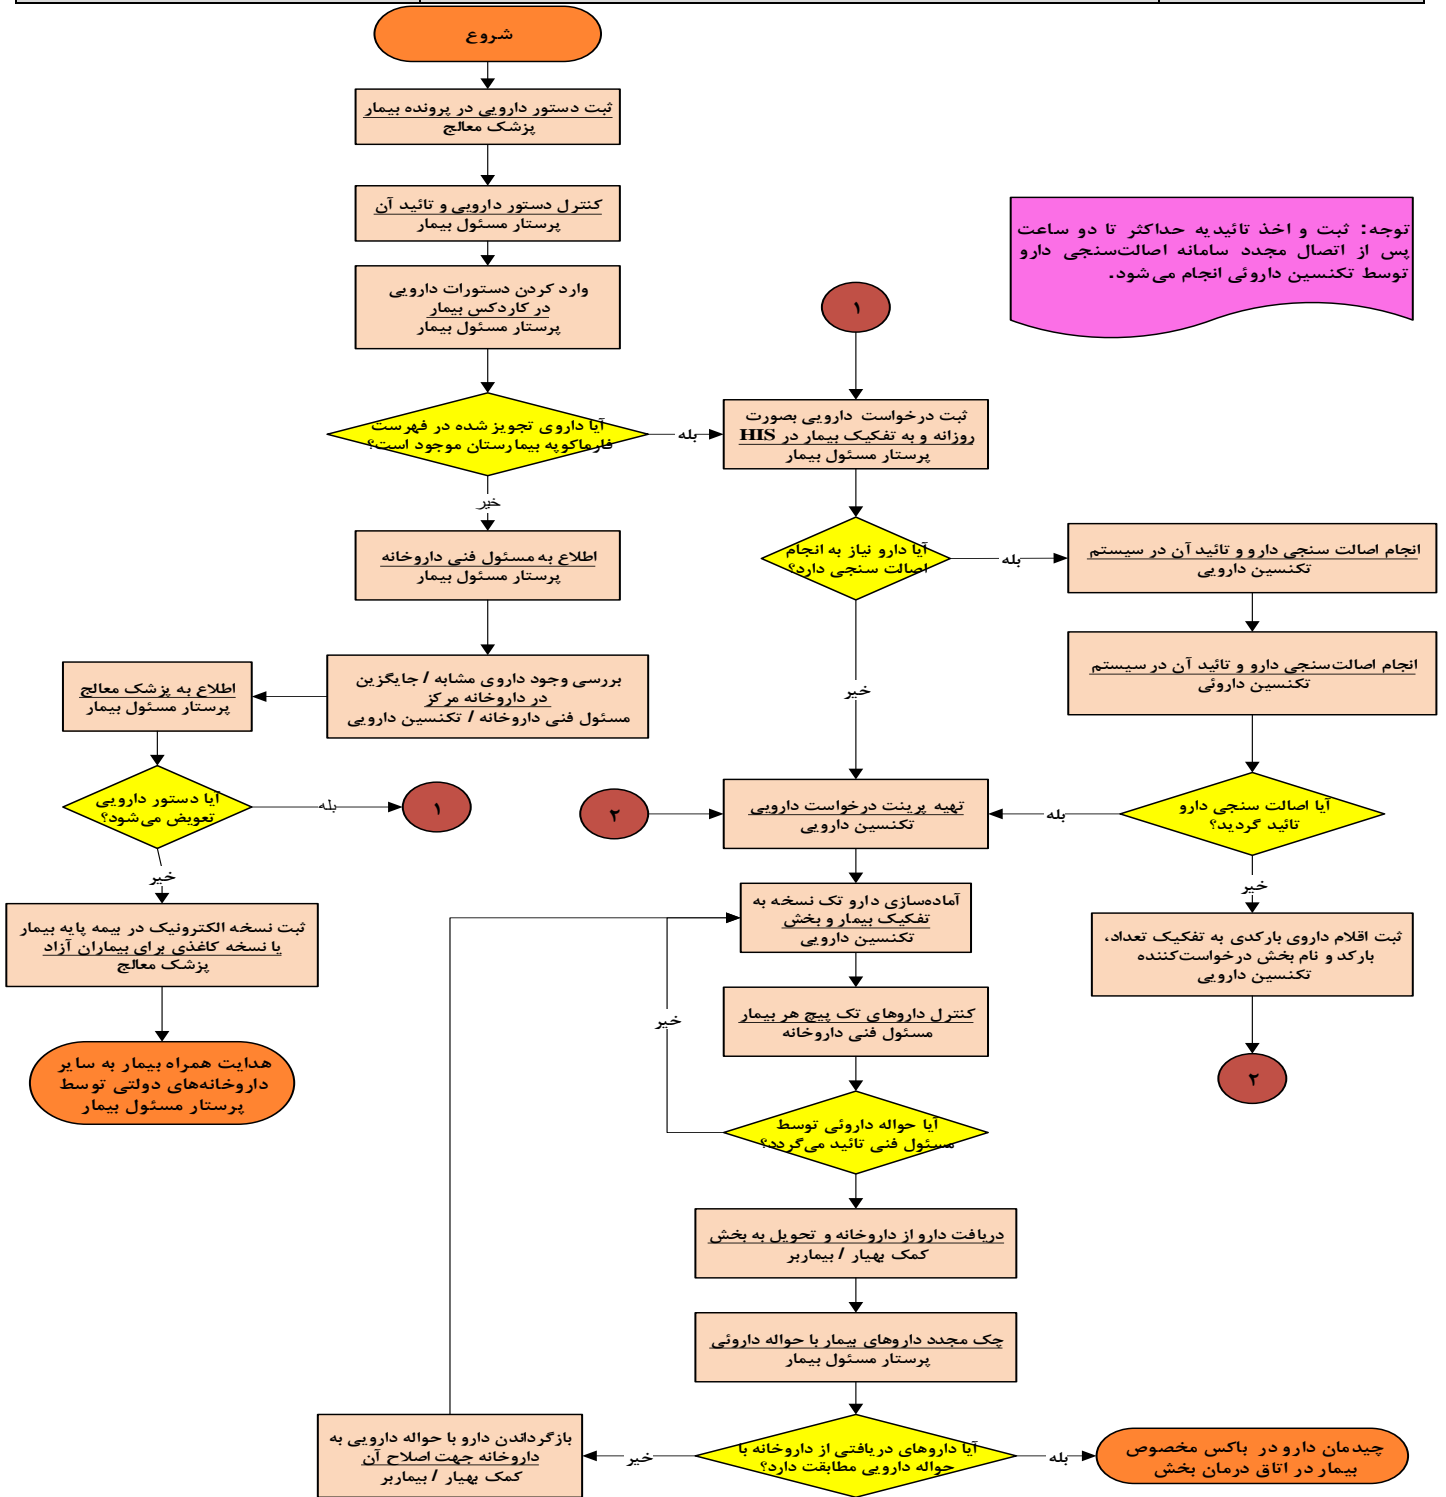 شروع
ثبت دستور دارویی در پرونده بیمار
پزشک معالج
کنترل دستور دارویی و تائید آن
پرستار مسئول بیمار
وارد کردن دستورات دارویی
در کاردکس بیمار
پرستار مسئول بیمار
توجه: ثبت و اخذ تائیدیه حداکثر تا دو ساعت
پس از اتصال مجدد سامانه اصالت‌سنجی دارو
توسط تکنسین داروئی انجام می‌شود.
۱
آیا داروی تجویز شده در فهرست
فارماکوپه بیمارستان موجود است؟
بله
ثبت درخواست دارویی بصورت
روزانه و به تفکیک بیمار در HIS
پرستار مسئول بیمار
خیر
اطلاع به مسئول فنی داروخانه
پرستار مسئول بیمار
آیا دارو نیاز به انجام
اصالت سنجی دارد؟
بله
انجام اصالت سنجی دارو و تائید آن در سیستم
تکنسین دارویی
انجام اصالت‌سنجی دارو و تائید آن در سیستم
تکنسین داروئی
خیر
بررسی وجود داروی مشابه / جایگزین
در داروخانه مرکز
مسئول فنی داروخانه / تکنسین دارویی
اطلاع به پزشک معالج
پرستار مسئول بیمار
آیا دستور دارویی
تعویض می‌شود؟
بله
۱
۲
تهیه پرینت درخواست دارویی
تکنسین دارویی
بله
آیا اصالت سنجی دارو
تائید گردید؟
خیر
خیر
ثبت نسخه الکترونیک در بیمه پایه بیمار
یا نسخه کاغذی برای بیماران آزاد
پزشک معالج
آماده‌سازی دارو تک نسخه به
تفکیک بیمار و بخش
تکنسین دارویی
ثبت اقلام داروی بارکدی به تفکیک تعداد،
بارکد و نام بخش درخواست‌کننده
تکنسین دارویی
کنترل داروهای تک پیچ هر بیمار
مسئول فنی داروخانه
خیر
هدایت همراه بیمار به سایر
داروخانه‌های دولتی توسط
پرستار مسئول بیمار
۲
آیا حواله داروئی توسط
مسئول فنی تائید می‌گردد؟
دریافت دارو از داروخانه و تحویل به بخش
کمک بهیار / بیماربر
چک مجدد داروهای بیمار با حواله داروئی
پرستار مسئول بیمار
آیا داروهای دریافتی از داروخانه با
حواله دارویی مطابقت دارد؟
خیر
بازگرداندن دارو با حواله دارویی به
داروخانه جهت اصلاح آن
کمک بهیار / بیماربر
بله
چیدمان دارو در باکس مخصوص
بیمار در اتاق درمان بخش